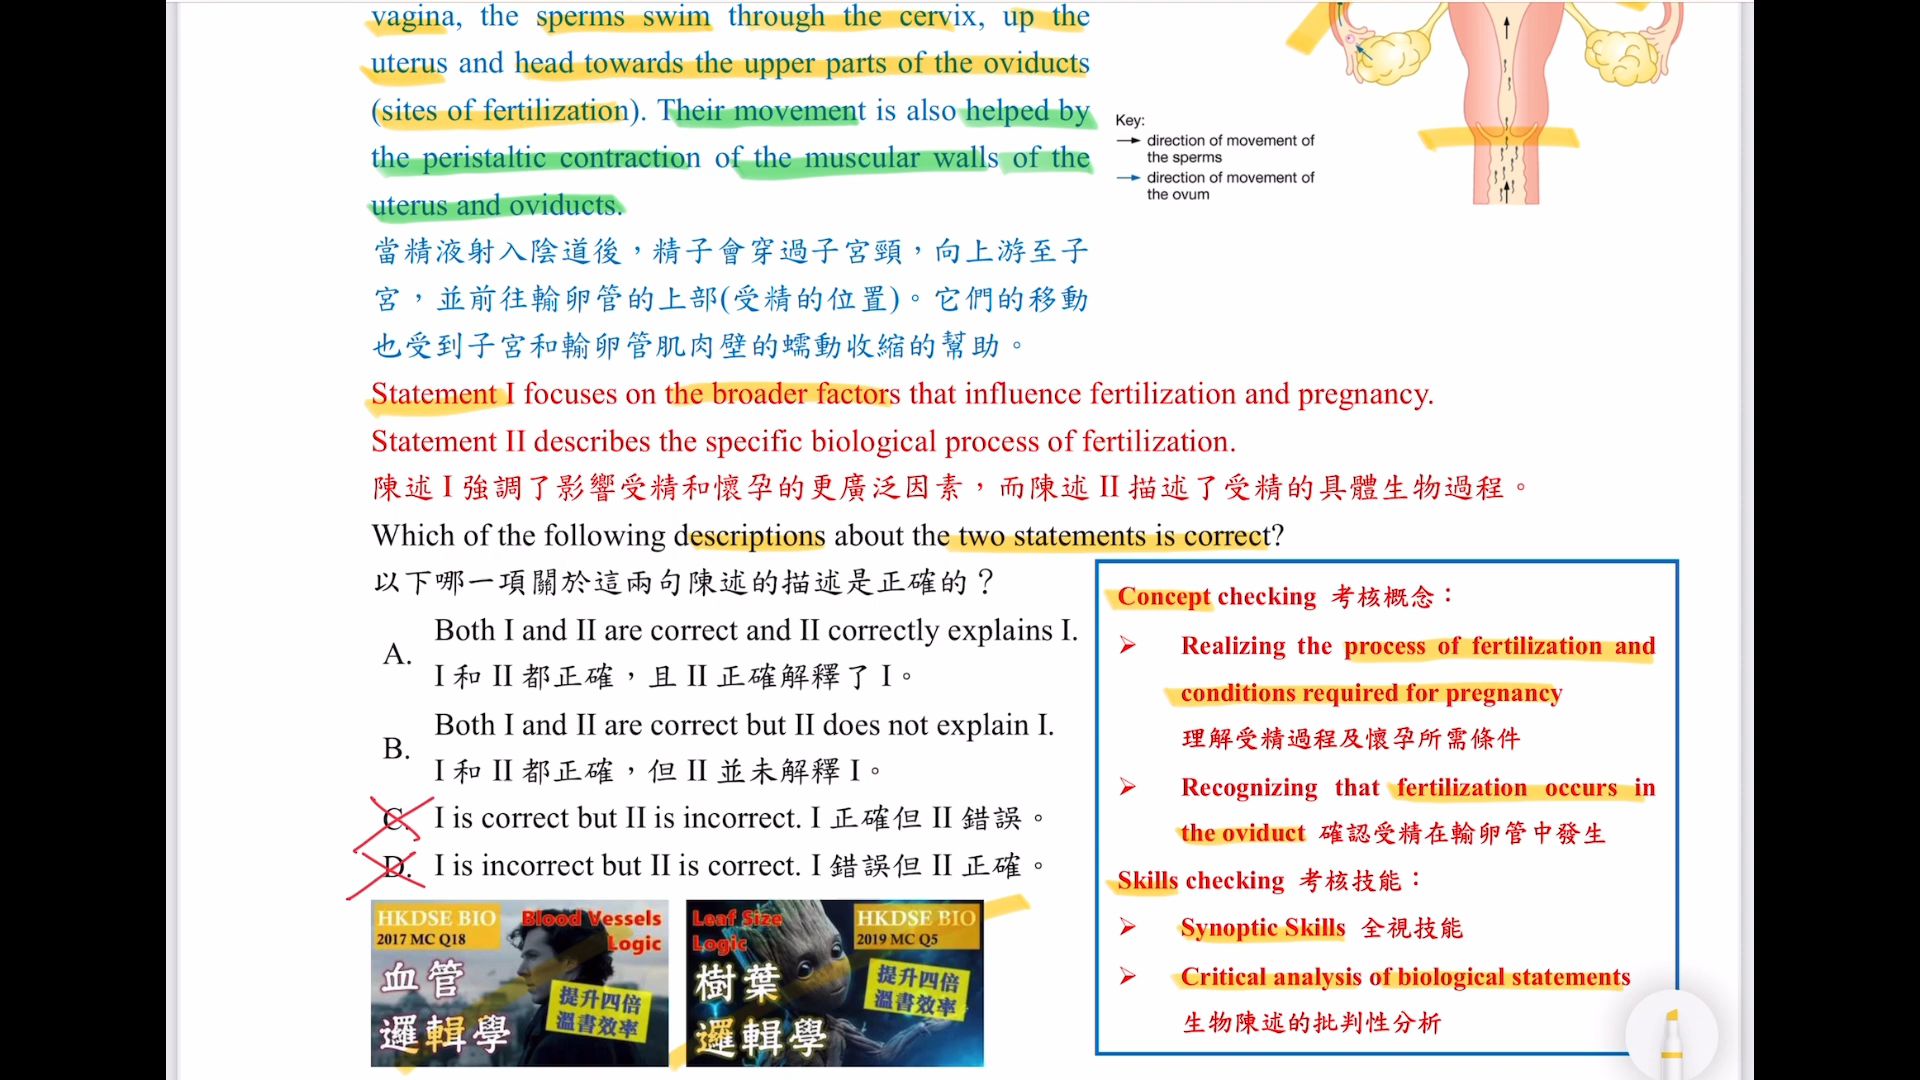 vagina, the sperms swim through the cervix, up the
uterus and head towards the upper parts of the oviducts
(sites of fertilization). Their movement is also helped by
the peristaltic contraction of the muscular walls of the
uterus and oviducts.
當精液射入陰道後，精子會穿過子宮頸，向上游至子
宮，並前往輸卵管的上部(受精的位置)。它們的移動
也受到子宮和輸卵管肌肉壁的蠕動收縮的幫助。
Key:
direction of movement of
the sperms
direction of movement of
the ovum
Statement I focuses on the broader factors that influence fertilization and pregnancy.
Statement II describes the specific biological process of fertilization.
陳述 I 強調了影響受精和懷孕的更廣泛因素，而陳述 II 描述了受精的具體生物過程。
Which of the following descriptions about the two statements is correct?
以下哪一項關於這兩句陳述的描述是正確的？
A. Both I and II are correct and II correctly explains I.
I 和 II 都正確，且 II 正確解釋了 I。
B. Both I and II are correct but II does not explain I.
I 和 II 都正確，但 II 並未解釋 I。
C. I is correct but II is incorrect. I 正確但 II 錯誤。
D. I is incorrect but II is correct. I 錯誤但 II 正確。
Concept checking 考核概念：
➢ Realizing the process of fertilization and
conditions required for pregnancy
理解受精過程及懷孕所需條件
➢ Recognizing that fertilization occurs in
the oviduct 確認受精在輸卵管中發生
Skills checking 考核技能：
➢ Synoptic Skills 全視技能
➢ Critical analysis of biological statements
生物陳述的批判性分析
HKDSE BIO
2017 MC Q18
Blood Vessels
Logic
血管
邏輯學
提升四倍
溫書效率
Leaf Size
Logic
HKDSE BIO
2019 MC Q5
樹葉
邏輯學
提升四倍
溫書效率